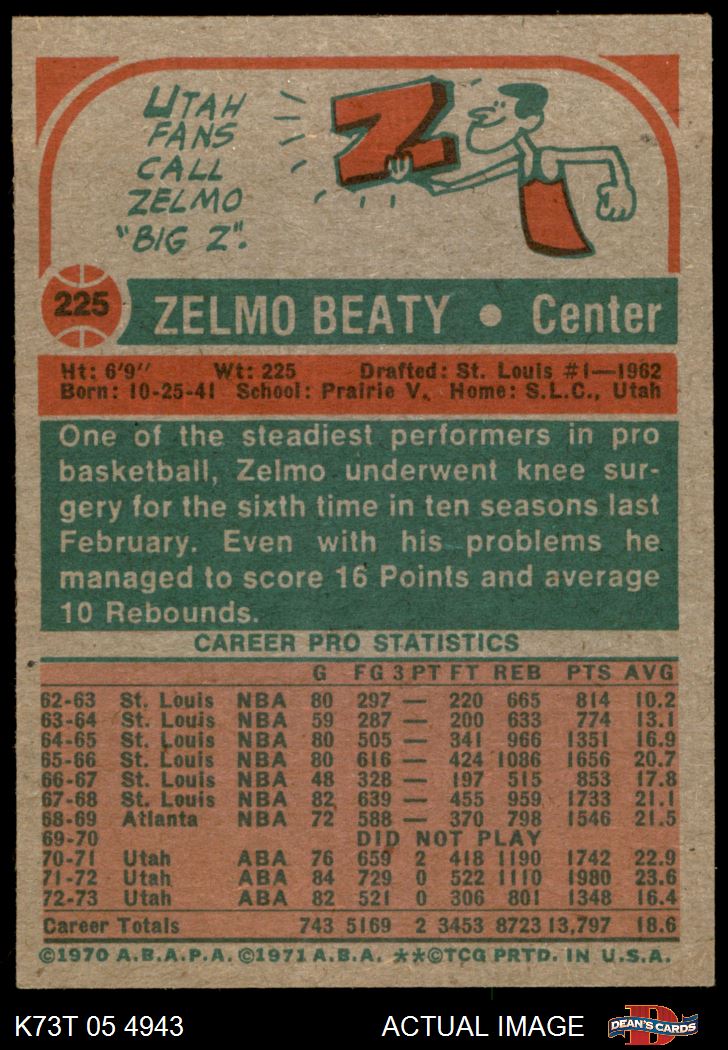 UTAH
FANS
CALL
ZELMO
"BIG Z".
Z
225
ZELMO BEATY • Center
Ht: 6'9" Wt: 225 Drafted: St. Louis #1—1962
Born: 10-25-41 School: Prairie V. Home: S.L.C., Utah
One of the steadiest performers in pro
basketball, Zelmo underwent knee sur-
gery for the sixth time in ten seasons last
February. Even with his problems he
managed to score 16 Points and average
10 Rebounds.
CAREER PRO STATISTICS
G FG 3 PT FT REB PTS AVG
62-63 St. Louis NBA 80 297 — 220 665 814 10.2
63-64 St. Louis NBA 59 287 — 200 633 774 13.1
64-65 St. Louis NBA 80 505 — 341 966 1351 16.9
65-66 St. Louis NBA 80 616 — 424 1086 1656 20.7
66-67 St. Louis NBA 48 328 — 197 515 853 17.8
67-68 St. Louis NBA 82 639 — 455 959 1733 21.1
68-69 Atlanta NBA 72 588 — 370 798 1546 21.5
69-70 DID NOT PLAY
70-71 Utah ABA 76 659 2 418 1190 1742 22.9
71-72 Utah ABA 84 729 0 522 1110 1980 23.6
72-73 Utah ABA 82 521 0 306 801 1348 16.4
Career Totals 743 5169 2 3453 8723 13,797 18.6
©1970 A.B.A.P.A. ©1971 A.B.A. **©TCG PRTD. IN U.S.A.
K73T 05 4943 ACTUAL IMAGE
D
DEAN'S CARDS